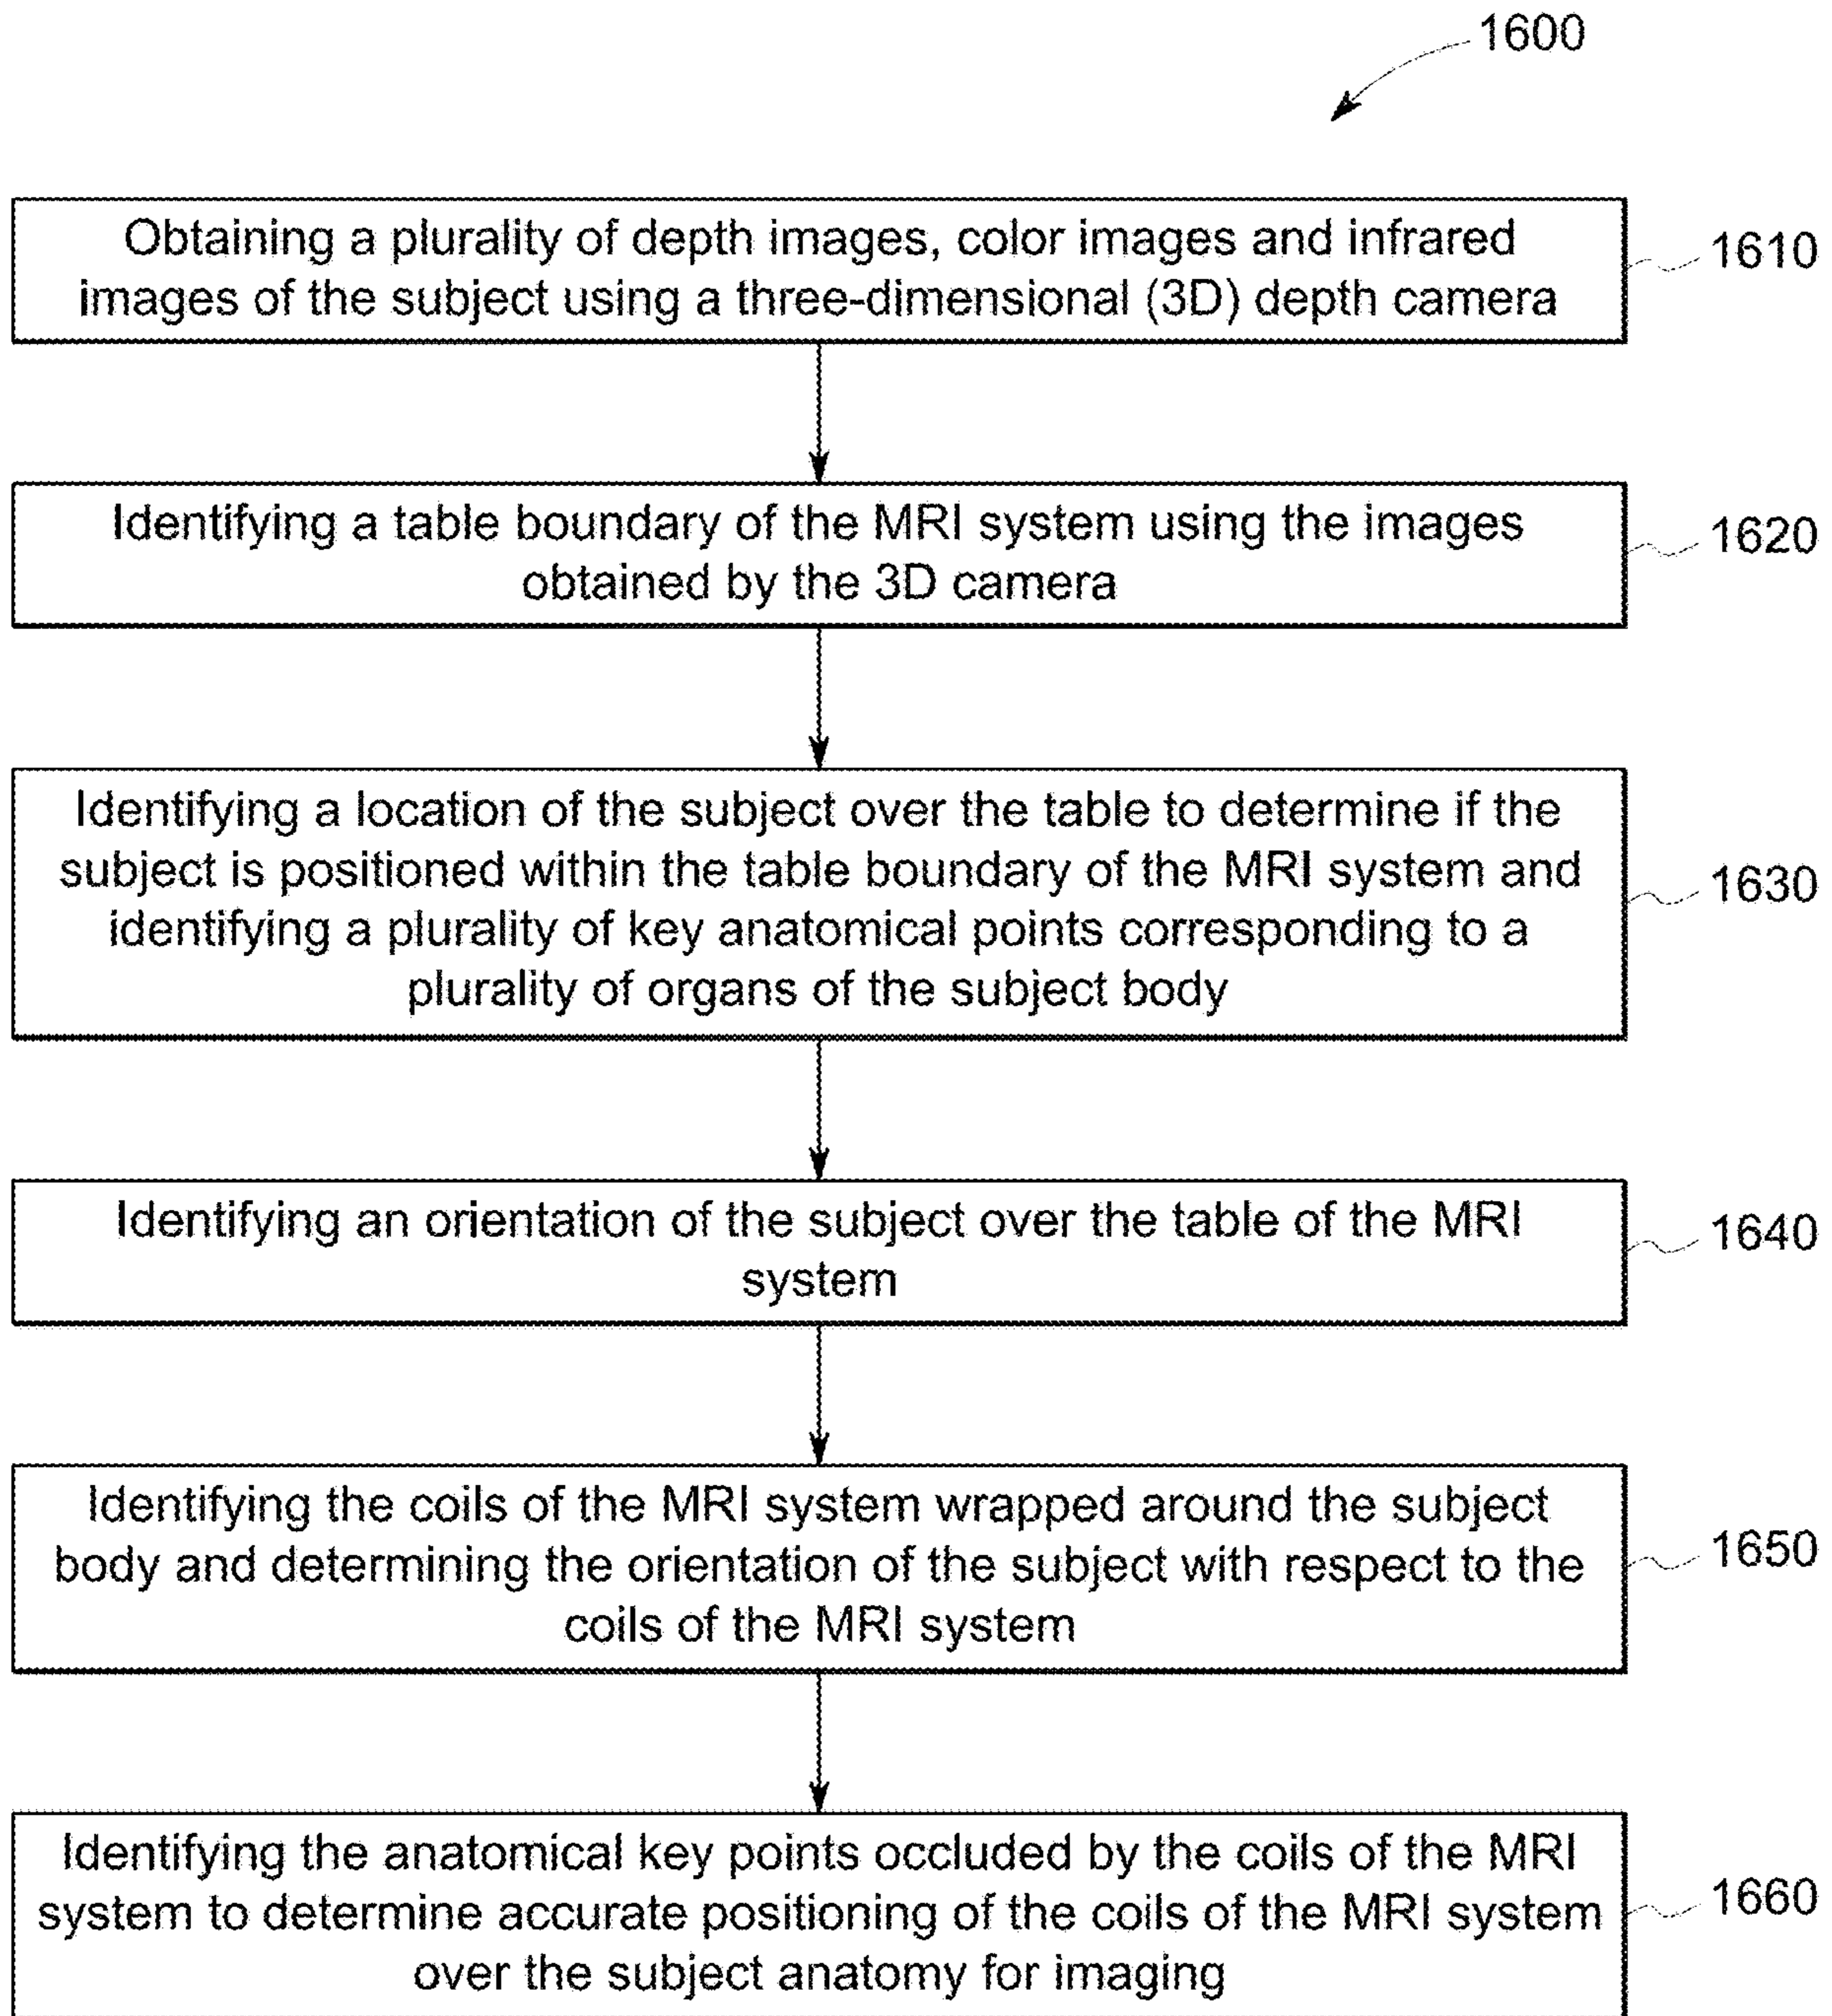 1600
Obtaining a plurality of depth images, color images and infrared
images of the subject using a three-dimensional (3D) depth camera
1610
Identifying a table boundary of the MRI system using the images
obtained by the 3D camera
1620
Identifying a location of the subject over the table to determine if the
subject is positioned within the table boundary of the MRI system and
identifying a plurality of key anatomical points corresponding to a
plurality of organs of the subject body
1630
Identifying an orientation of the subject over the table of the MRI
system
1640
Identifying the coils of the MRI system wrapped around the subject
body and determining the orientation of the subject with respect to the
coils of the MRI system
1650
Identifying the anatomical key points occluded by the coils of the MRI
system to determine accurate positioning of the coils of the MRI system
over the subject anatomy for imaging
1660